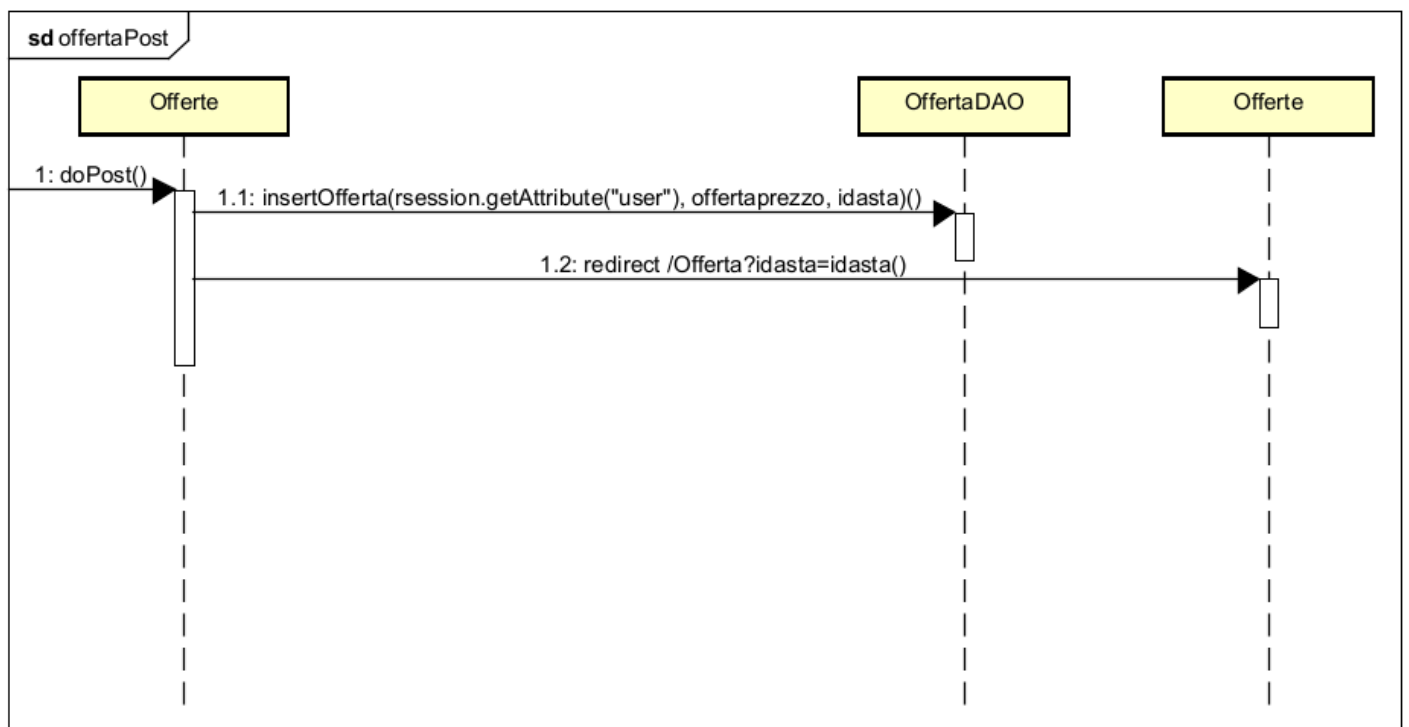 sd offertaPost
Offerte
OffertaDAO
Offerte
1: doPost()
1.1: insertOfferta(rsession.getAttribute("user"), offertaprezzo, idasta)()
1.2: redirect /Offerta?idasta=idasta()